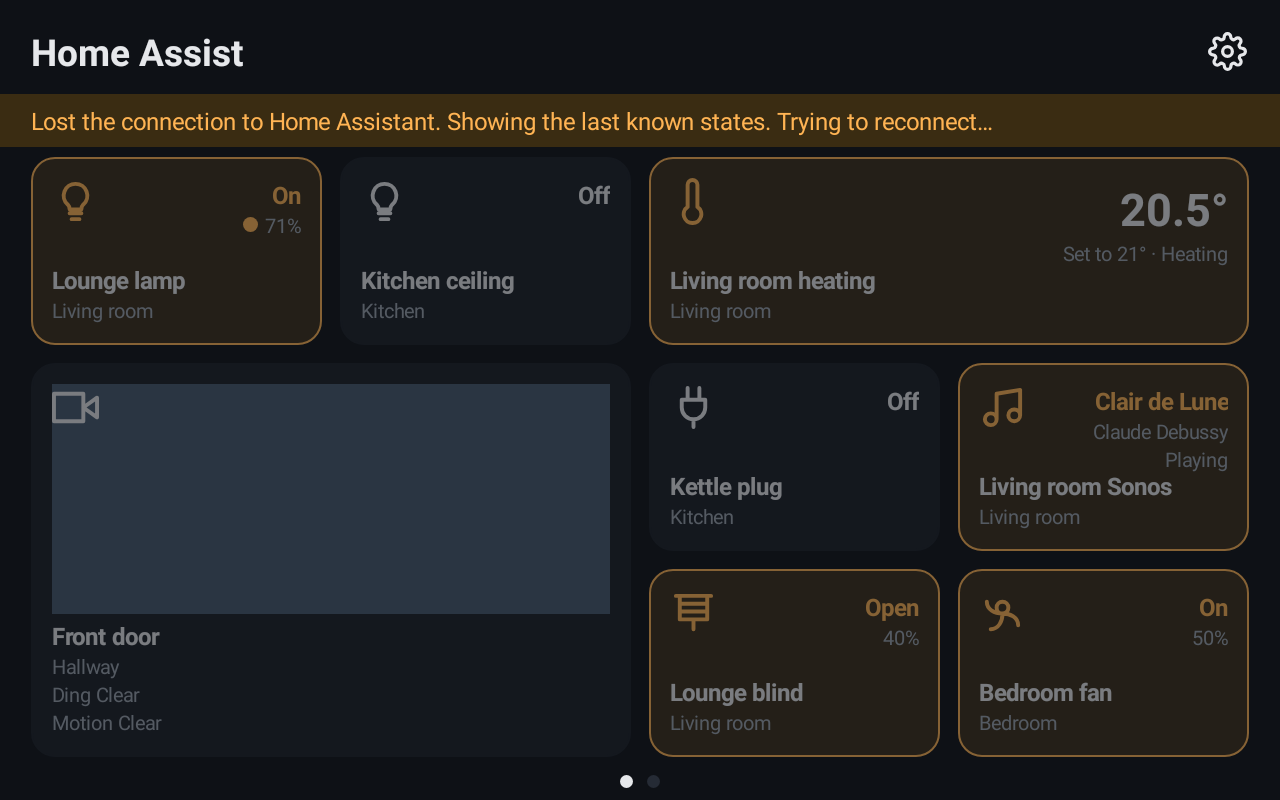 Home Assist
Lost the connection to Home Assistant. Showing the last known states. Trying to reconnect…
On
71%
Lounge lamp
Living room
Off
Kitchen ceiling
Kitchen
20.5°
Set to 21° · Heating
Living room heating
Living room
Front door
Hallway
Ding Clear
Motion Clear
Off
Kettle plug
Kitchen
Clair de Lune
Claude Debussy
Playing
Living room Sonos
Living room
Open
40%
Lounge blind
Living room
On
50%
Bedroom fan
Bedroom